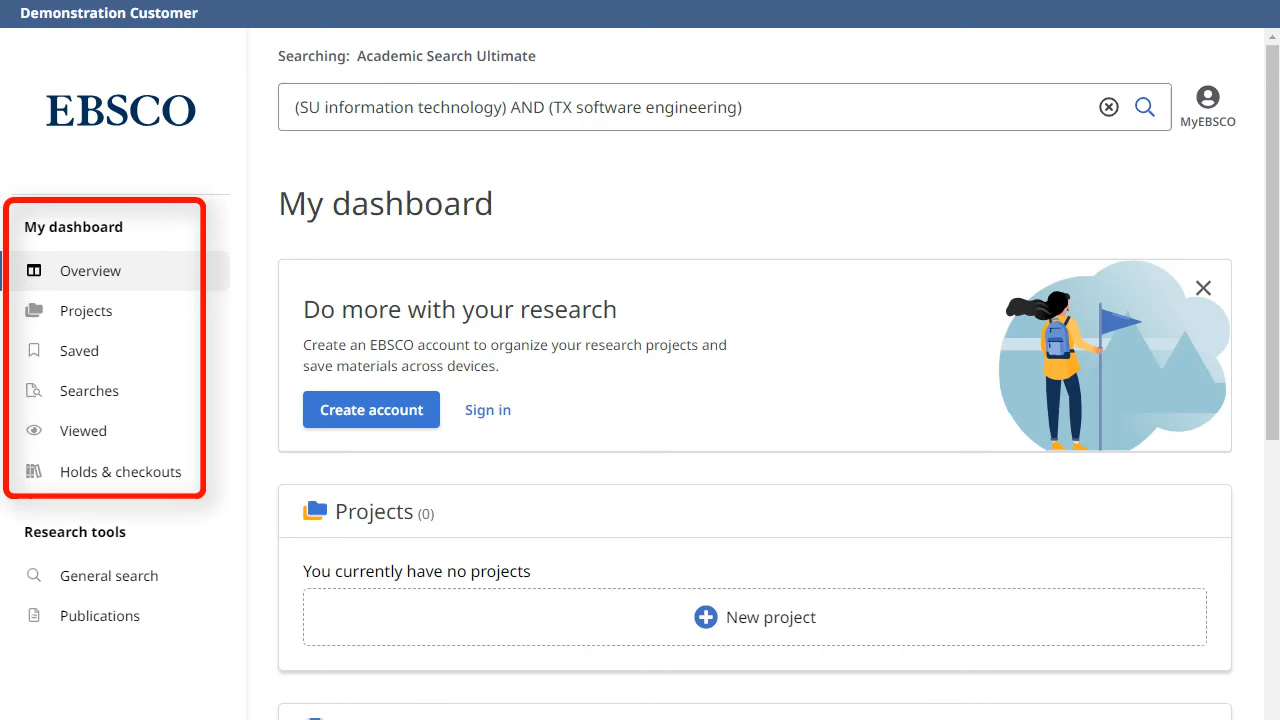 Demonstration Customer
EBSCO
My dashboard
Overview
Projects
Saved
Searches
Viewed
Holds & checkouts
Research tools
General search
Publications
Searching: Academic Search Ultimate
(SU information technology) AND (TX software engineering)
MyEBSCO
My dashboard
Do more with your research
Create an EBSCO account to organize your research projects and
save materials across devices.
Create account
Sign in
Projects (0)
You currently have no projects
New project